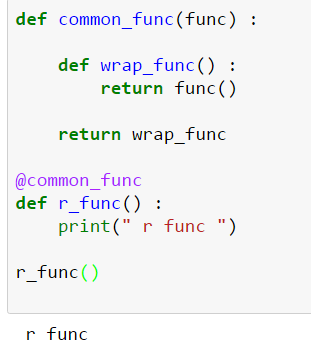 def common_func(func) :
    def wrap_func() :
        return func()
    return wrap_func
@common_func
def r_func() :
    print(" r func ")
r_func()
 r func